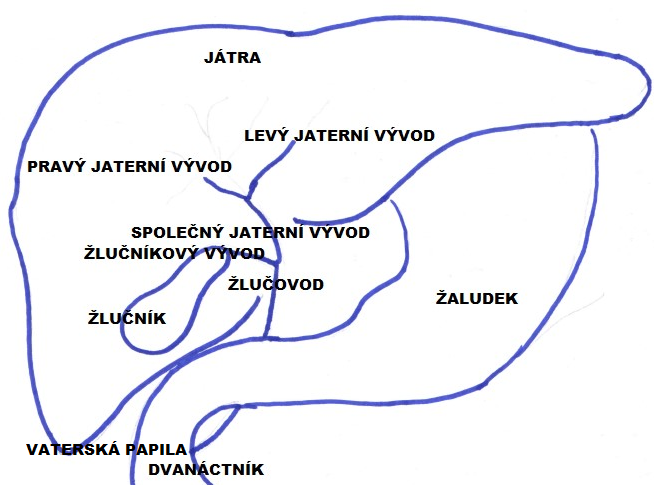 JÁTRA
LEVÝ JATERNÍ VÝVOD
PRAVÝ JATERNÍ VÝVOD
SPOLEČNÝ JATERNÍ VÝVOD
ŽLUČNÍKOVÝ VÝVOD
ŽLUČOVOD
ŽALUDEK
ŽLUČNÍK
VATERSKÁ PAPILA
DVANÁCTNÍK